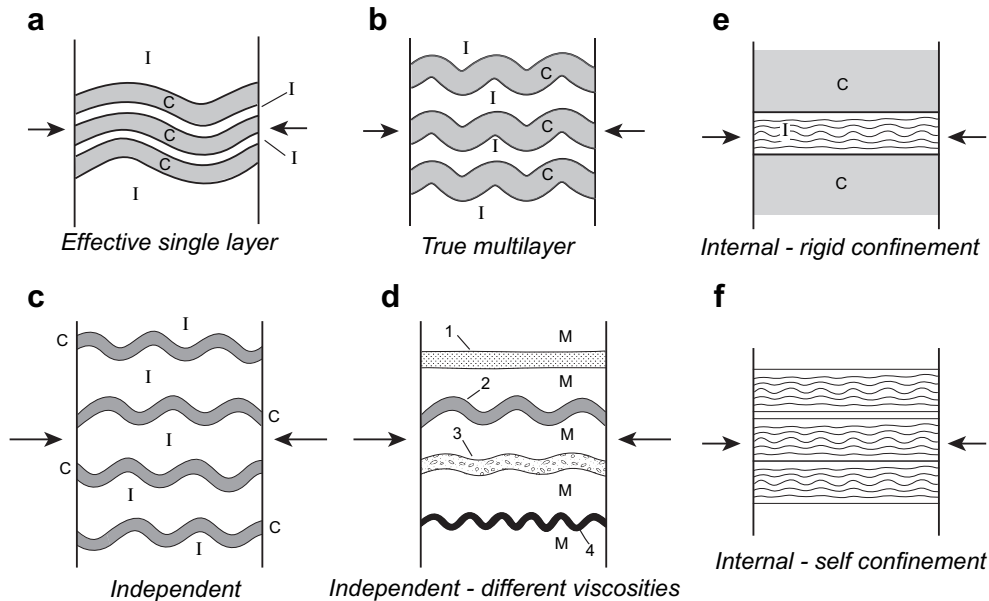 a
I
C
I
C
C
I
I
Effective single layer
b
I
C
I
C
I
C
I
True multilayer
e
C
I
C
Internal - rigid confinement
c
I
C
I
C
I
C
I
C
I
Independent
d
1
M
M
2
3
M
M
M
4
Independent - different viscosities
f
Internal - self confinement